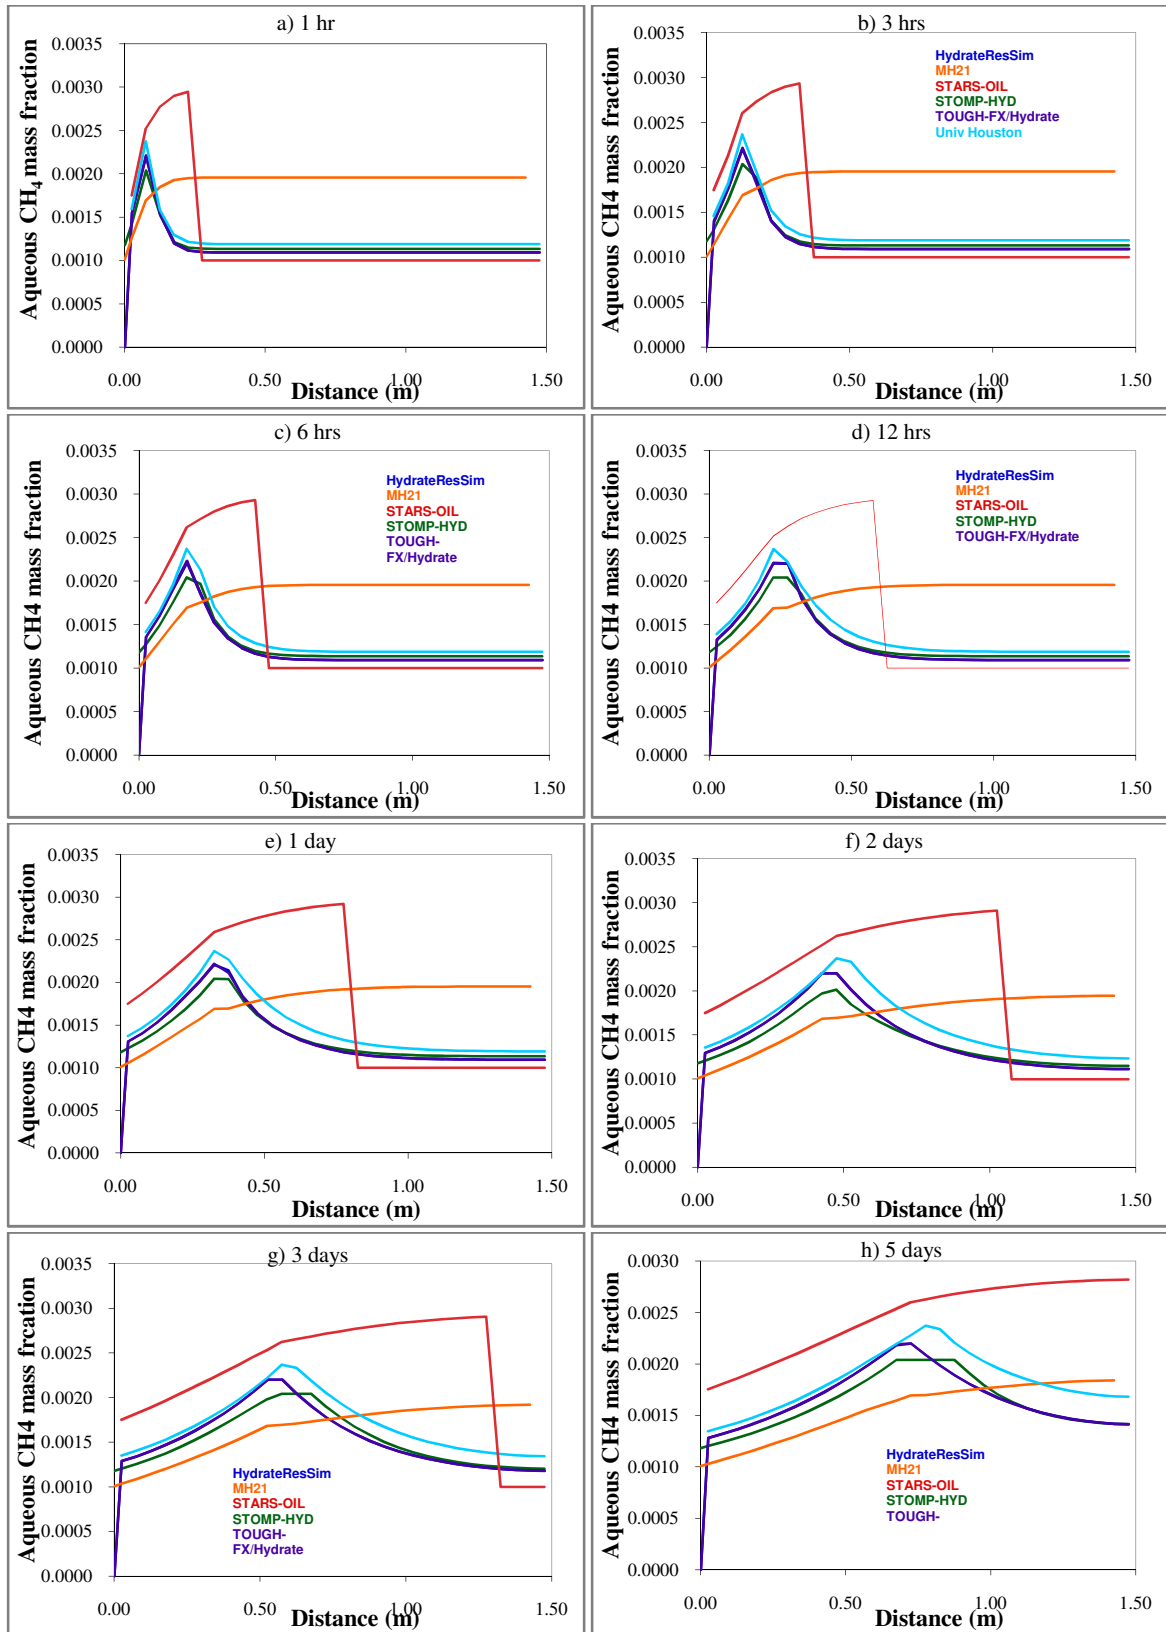 a) 1 hr
Aqueous CH4 mass fraction
0.0035
0.0030
0.0025
0.0020
0.0015
0.0010
0.0005
0.0000
0.00
0.50
1.00
1.50
Distance (m)
b) 3 hrs
Aqueous CH4 mass fraction
0.0035
0.0030
0.0025
0.0020
0.0015
0.0010
0.0005
0.0000
HydrateResSim
MH21
STARS-OIL
STOMP-HYD
TOUGH-FX/Hydrate
Univ Houston
0.00
0.50
1.00
1.50
Distance (m)
c) 6 hrs
Aqueous CH4 mass fraction
0.0035
0.0030
0.0025
0.0020
0.0015
0.0010
0.0005
0.0000
HydrateResSim
MH21
STARS-OIL
STOMP-HYD
TOUGH-
FX/Hydrate
0.00
0.50
1.00
1.50
Distance (m)
d) 12 hrs
Aqueous CH4 mass fraction
0.0035
0.0030
0.0025
0.0020
0.0015
0.0010
0.0005
0.0000
HydrateResSim
MH21
STARS-OIL
STOMP-HYD
TOUGH-FX/Hydrate
0.00
0.50
1.00
1.50
Distance (m)
e) 1 day
Aqueous CH4 mass fraction
0.0035
0.0030
0.0025
0.0020
0.0015
0.0010
0.0005
0.0000
0.00
0.50
1.00
1.50
Distance (m)
f) 2 days
Aqueous CH4 mass fraction
0.0035
0.0030
0.0025
0.0020
0.0015
0.0010
0.0005
0.0000
0.00
0.50
1.00
1.50
Distance (m)
g) 3 days
Aqueous CH4 mass frcation
0.0035
0.0030
0.0025
0.0020
0.0015
0.0010
0.0005
0.0000
HydrateResSim
MH21
STARS-OIL
STOMP-HYD
TOUGH-
FX/Hydrate
0.00
0.50
1.00
1.50
Distance (m)
h) 5 days
Aqueous CH4 mass fraction
0.0030
0.0025
0.0020
0.0015
0.0010
0.0005
0.0000
HydrateResSim
MH21
STARS-OIL
STOMP-HYD
TOUGH-
0.00
0.50
1.00
1.50
Distance (m)